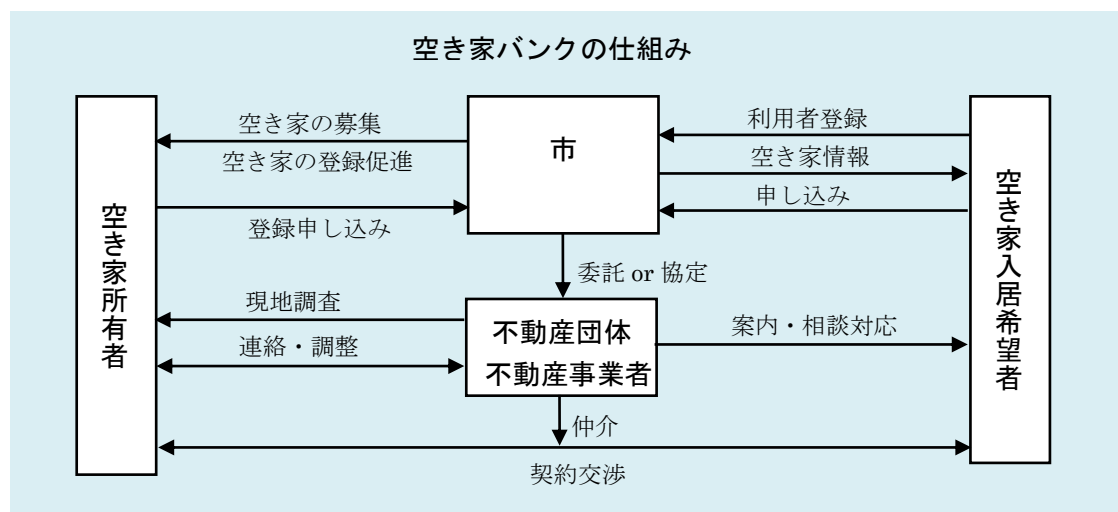 空き家バンクの仕組み
空き家所有者
空き家の募集
空き家の登録促進
登録申し込み
市
利用者登録
空き家情報
申し込み
空き家入居希望者
委託 or 協定
現地調査
連絡・調整
不動産団体
不動産事業者
案内・相談対応
仲介
契約交渉